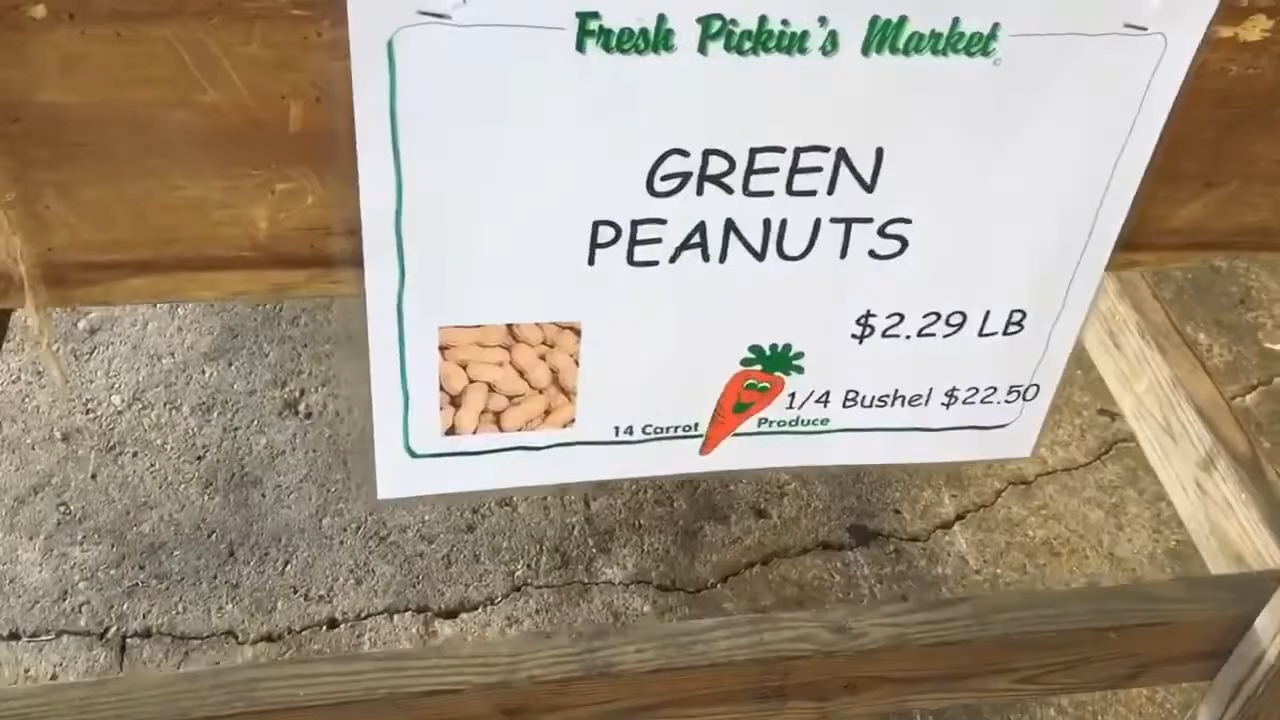 Fresh Pickin's Market
GREEN
PEANUTS
$2.29 LB
1/4 Bushel $22.50
14 Carrot Produce